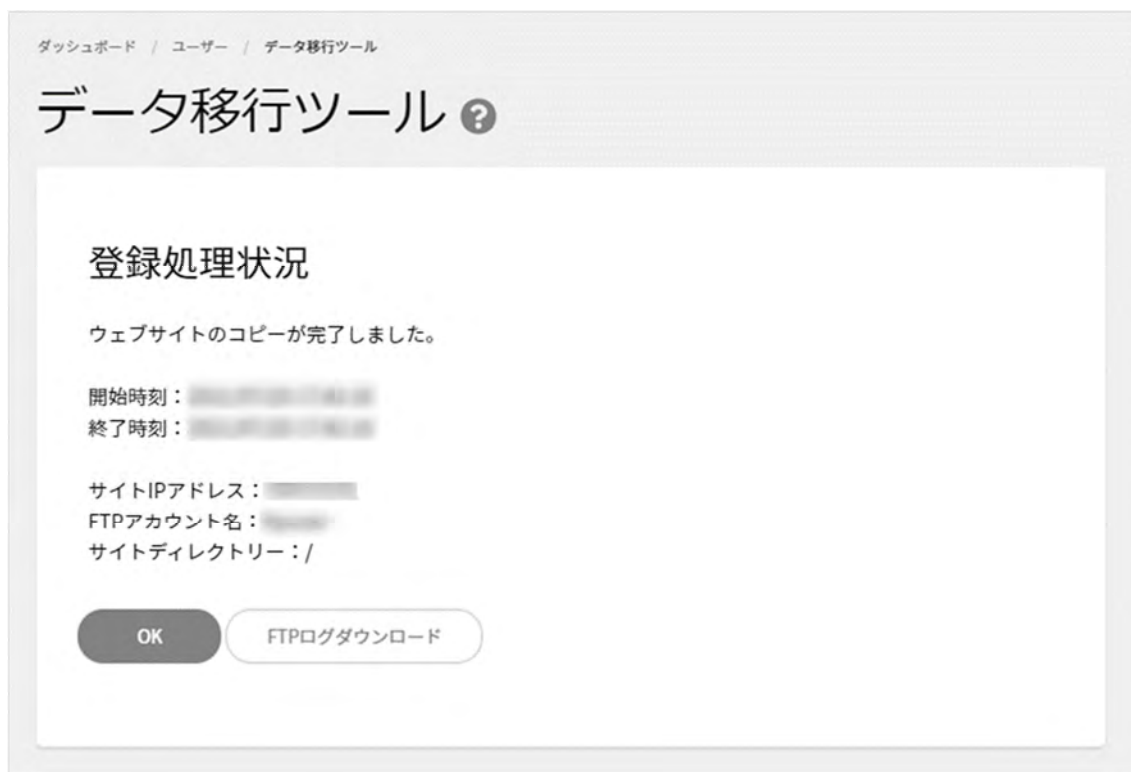 ダッシュボード / ユーザー / データ移行ツール
データ移行ツール ?
登録処理状況
ウェブサイトのコピーが完了しました。
開始時刻：
終了時刻：
サイトIPアドレス：
FTPアカウント名：
サイトディレクトリー：/
OK
FTPログダウンロード